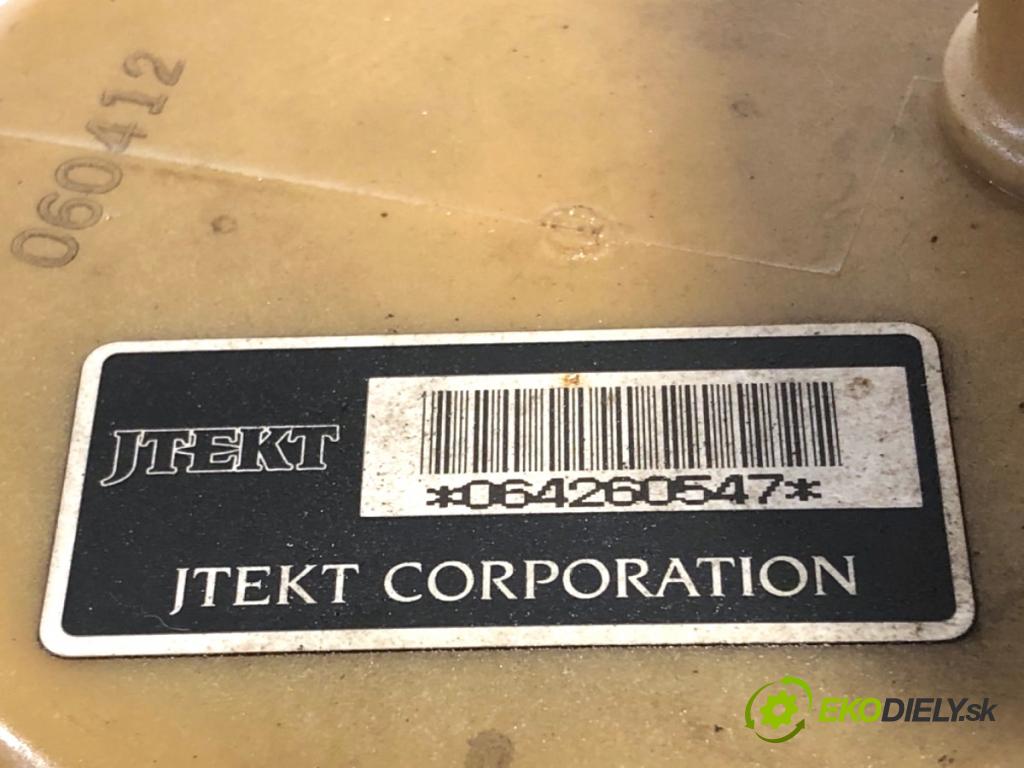 060412
JTEKT
*064260547*
JTEKT CORPORATION
EKODIELY.sk